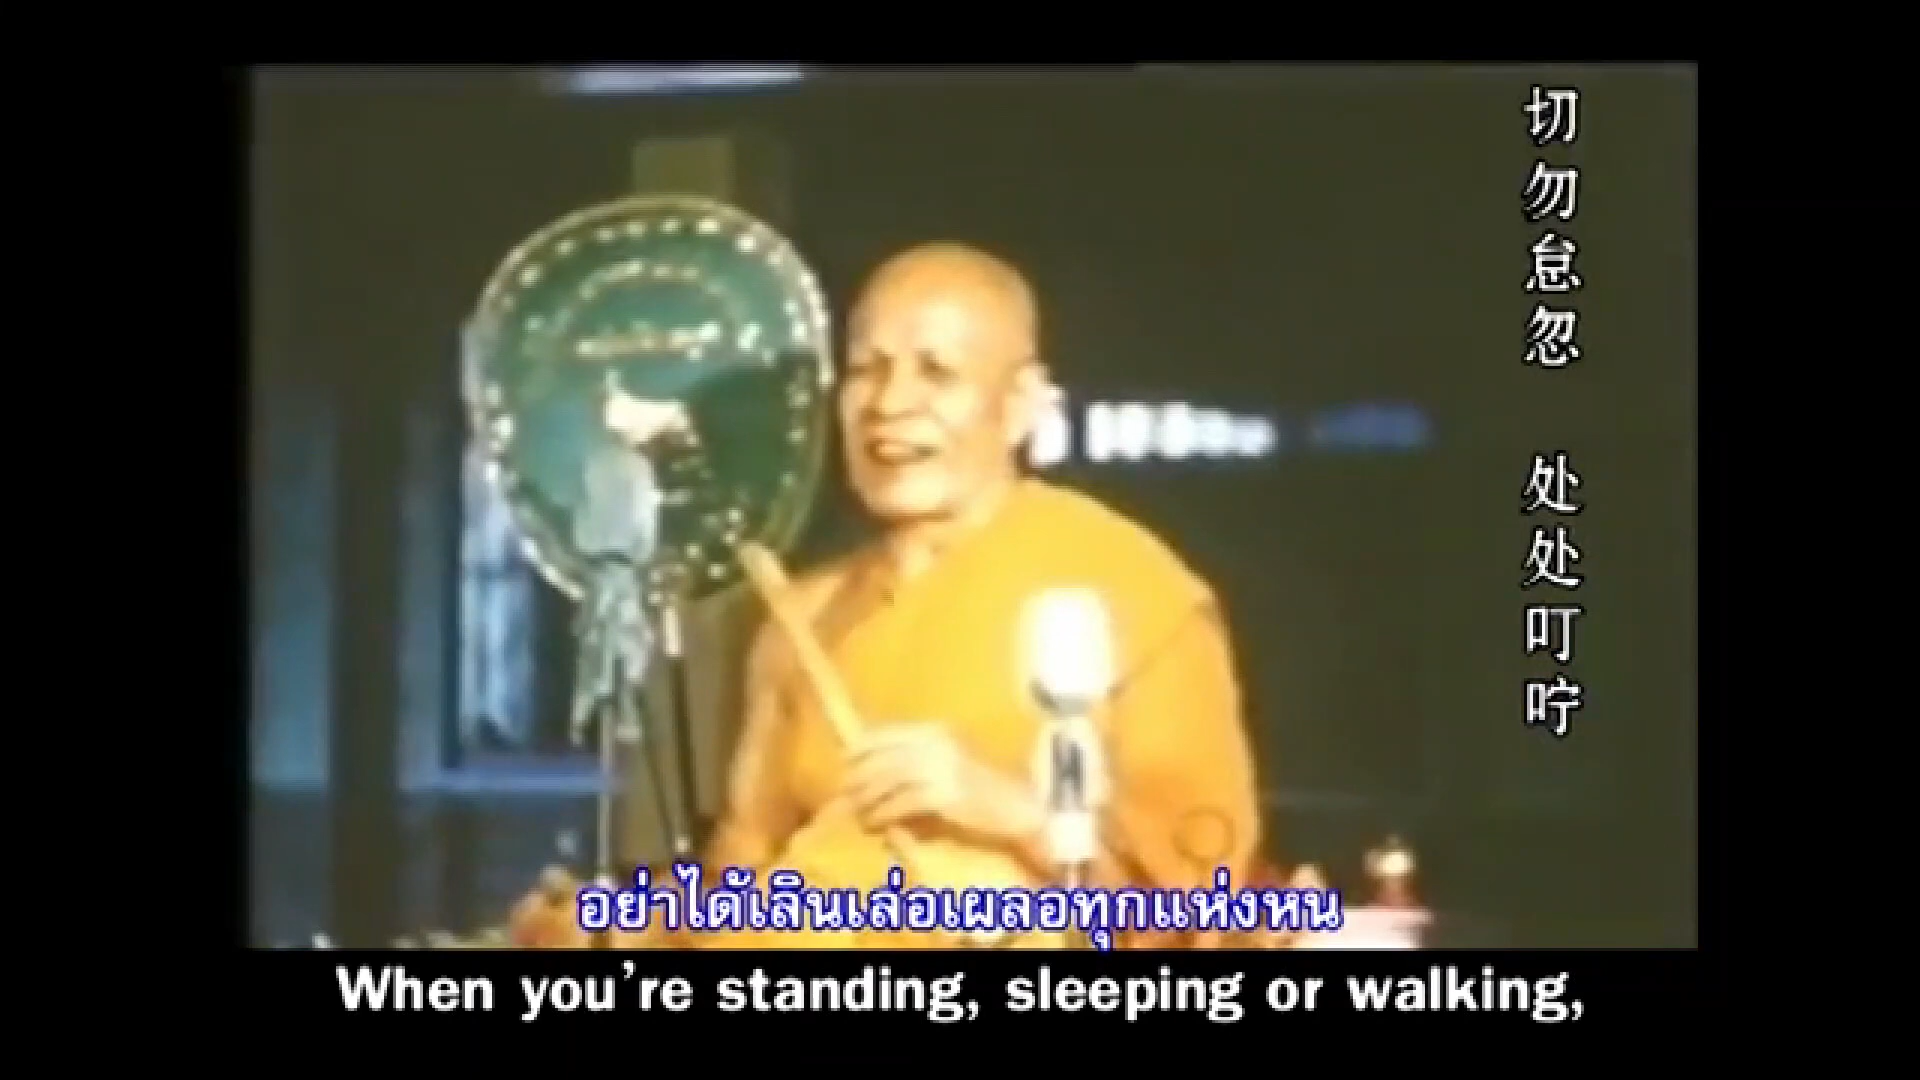 切勿怠忽 处处叮咛
อย่าได้เลินเล่อเผลอทุกแห่งหน
When you're standing, sleeping or walking,